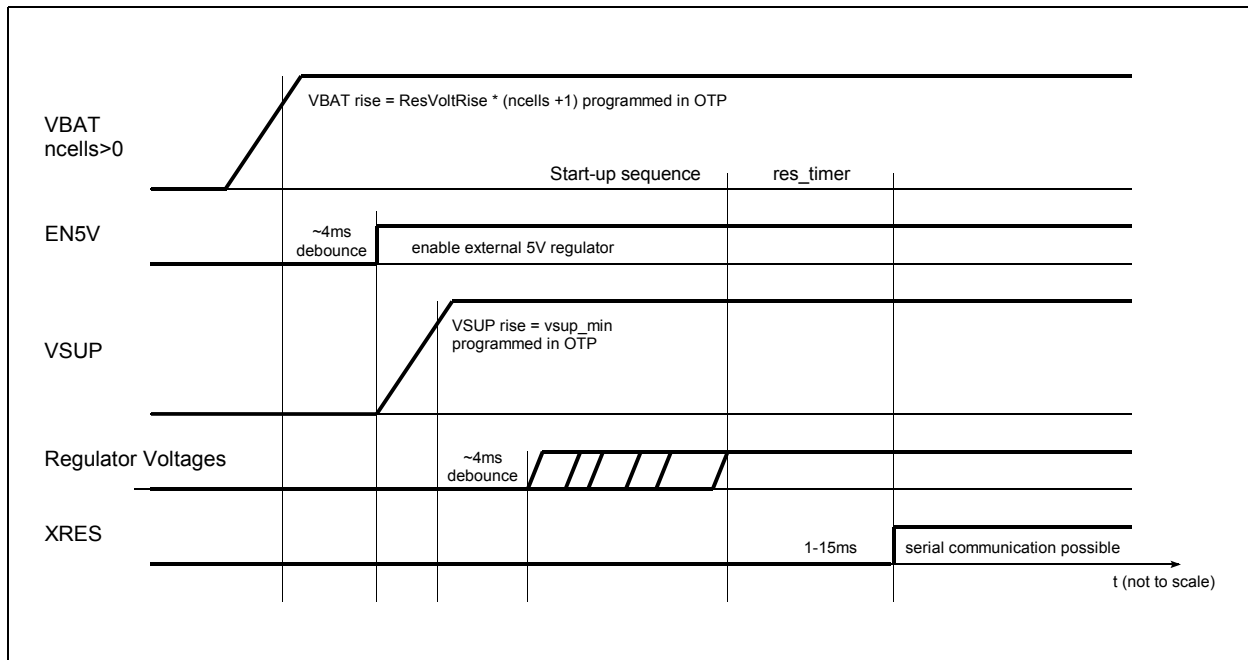 VBAT rise = ResVoltRise * (ncells +1) programmed in OTP
VBAT
ncells>0
Start-up sequence
res_timer
EN5V
~4ms
debounce
enable external 5V regulator
VSUP rise = vsup_min
programmed in OTP
VSUP
Regulator Voltages
~4ms
debounce
XRES
1-15ms
serial communication possible
t (not to scale)